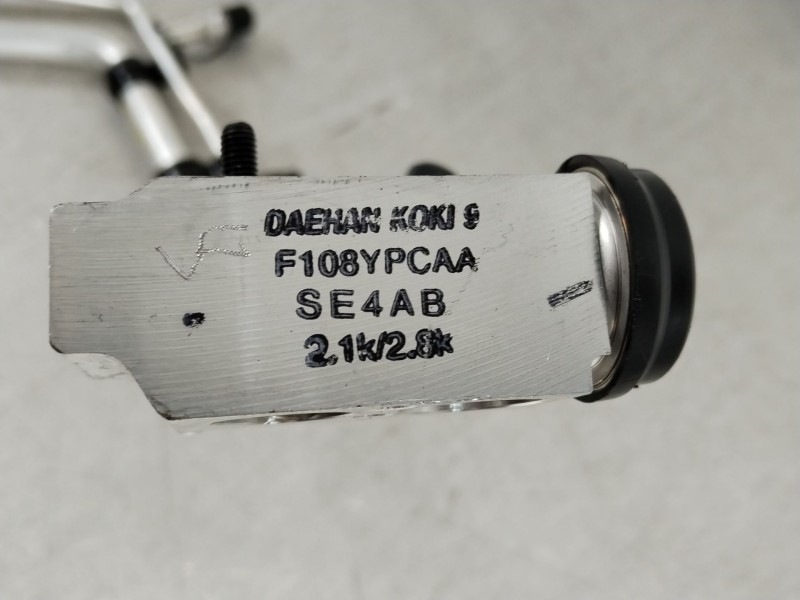 DAEHAN KOKI 9
F108YPCAA
SE4AB
2.1k/2.8k